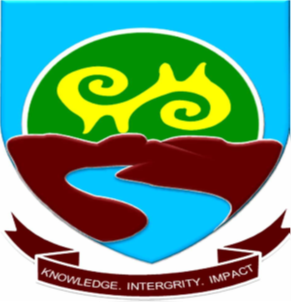 KNOWLEDGE. INTERGRITY. IMPACT